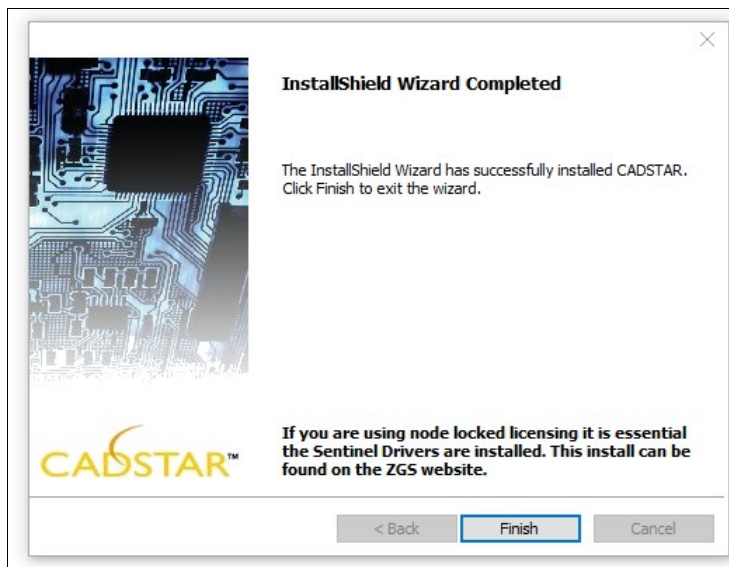 InstallShield Wizard Completed
The InstallShield Wizard has successfully installed CADSTAR.
Click Finish to exit the wizard.
CADSTAR™
If you are using node locked licensing it is essential
the Sentinel Drivers are installed. This install can be
found on the ZGS website.
< Back Finish Cancel